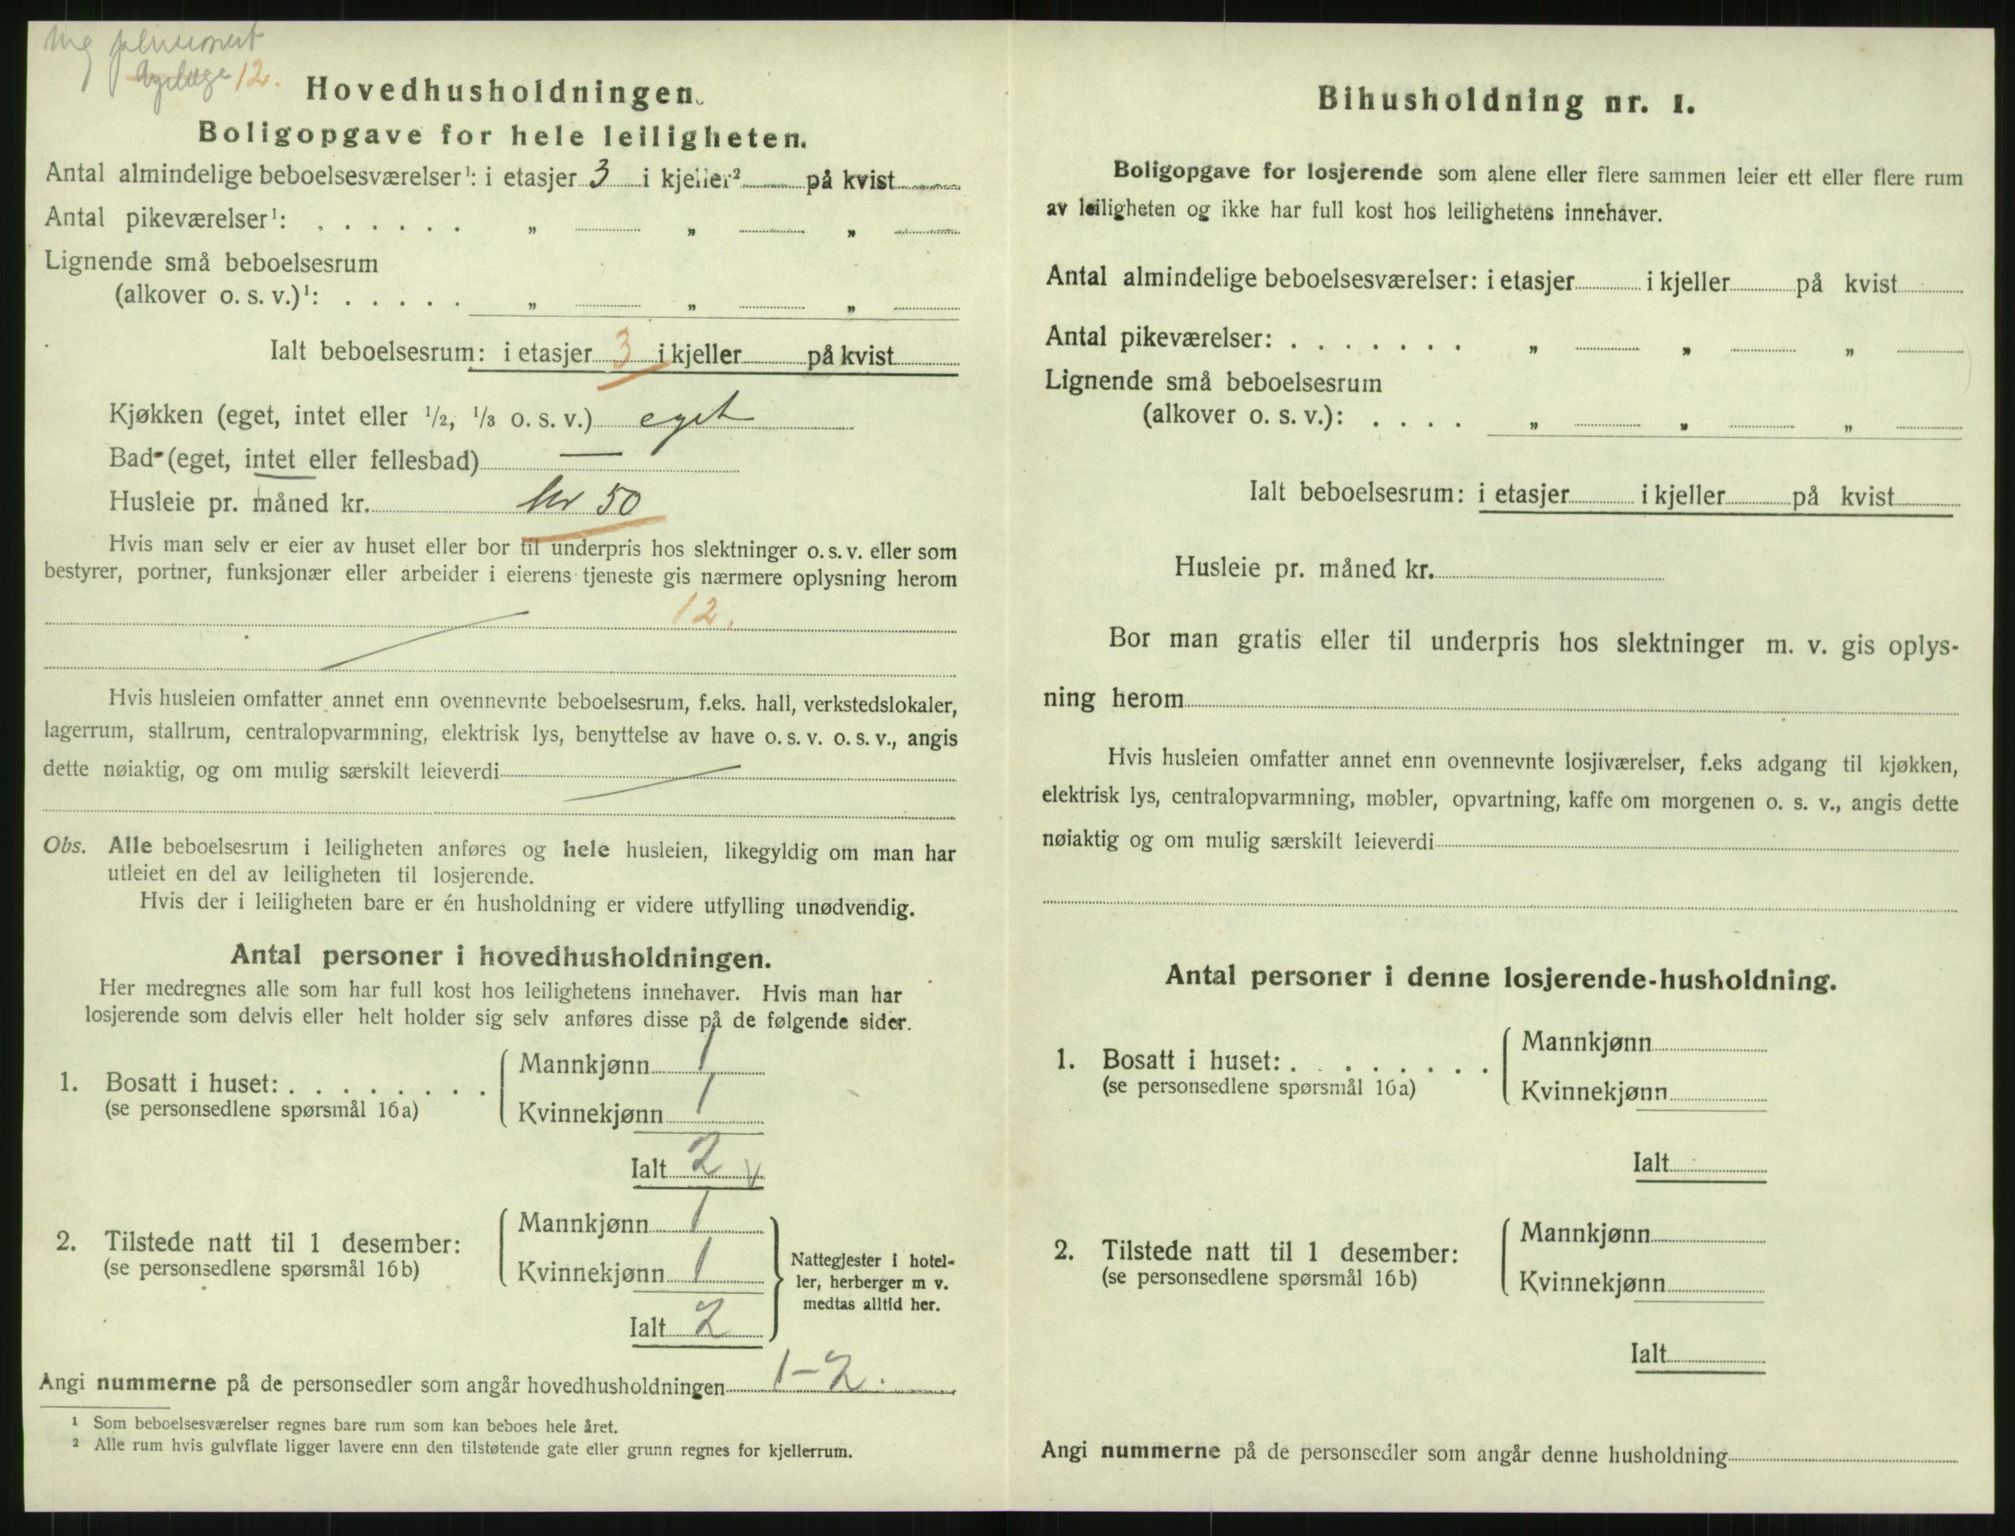 pensionert
12.
Hovedhusholdningen.
Boligopgave for hele leiligheten.
Antal almindelige beboelsesværelser¹: i etasjer 3 i kjeller² på kvist
Antal pikeværelser¹: . . . . . . „ „ „
Lignende små beboelsesrum
(alkover o. s. v.)¹: . . . . . „ „ „
Ialt beboelsesrum: i etasjer 3 i kjeller på kvist
Kjøkken (eget, intet eller 1/2, 1/3 o. s. v.) eget
Bad (eget, intet eller fellesbad) —
Husleie pr. måned kr. kr 50
Hvis man selv er eier av huset eller bor til underpris hos slektninger o. s. v. eller som
bestyrer, portner, funksjonær eller arbeider i eierens tjeneste gis nærmere oplysning herom
12.
Hvis husleien omfatter annet enn ovennevnte beboelsesrum, f.eks. hall, verkstedslokaler,
lagerrum, stallrum, centralopvarmning, elektrisk lys, benyttelse av have o. s. v. o. s. v., angis
dette nøiaktig, og om mulig særskilt leieverdi
Obs. Alle beboelsesrum i leiligheten anføres og hele husleien, likegyldig om man har
utleiet en del av leiligheten til losjerende.
Hvis der i leiligheten bare er én husholdning er videre utfylling unødvendig.
Antal personer i hovedhusholdningen.
Her medregnes alle som har full kost hos leilighetens innehaver. Hvis man har
losjerende som delvis eller helt holder sig selv anføres disse på de følgende sider.
Mannkjønn 1
1. Bosatt i huset: . . . . . . . .
(se personsedlene spørsmål 16a)
Kvinnekjønn 1
Ialt 2 v
Mannkjønn 1
2. Tilstede natt til 1 desember:
(se personsedlene spørsmål 16b)
Kvinnekjønn 1
Ialt 2
Nattegjester i hotel-
ler, herberger m v.
medtas alltid her.
Angi nummerne på de personsedler som angår hovedhusholdningen 1-2.
¹ Som beboelsesværelser regnes bare rum som kan beboes hele året.
² Alle rum hvis gulvflate ligger lavere enn den tilstøtende gate eller grunn regnes for kjellerrum.
Bihusholdning nr. 1.
Boligopgave for losjerende som alene eller flere sammen leier ett eller flere rum
av leiligheten og ikke har full kost hos leilighetens innehaver.
Antal almindelige beboelsesværelser: i etasjer i kjeller på kvist
Antal pikeværelser: . . . . . . . „ „ „
Lignende små beboelsesrum
(alkover o. s. v.): . . . . „ „ „
Ialt beboelsesrum: i etasjer i kjeller på kvist
Husleie pr. måned kr.
Bor man gratis eller til underpris hos slektninger m. v. gis oplys-
ning herom
Hvis husleien omfatter annet enn ovennevnte losjiværelser, f.eks adgang til kjøkken,
elektrisk lys, centralopvarmning, møbler, opvartning, kaffe om morgenen o. s. v., angis dette
nøiaktig og om mulig særskilt leieverdi
Antal personer i denne losjerende-husholdning.
Mannkjønn
1. Bosatt i huset: . . . . . . . .
(se personsedlene spørsmål 16a)
Kvinnekjønn
Ialt
Mannkjønn
2. Tilstede natt til 1 desember:
(se personsedlene spørsmål 16b)
Kvinnekjønn
Ialt
Angi nummerne på de personsedler som angår denne husholdning